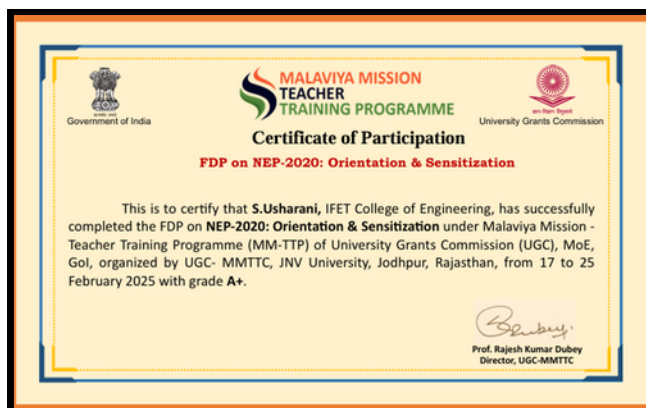 MALAVIYA MISSION
TEACHER
TRAINING PROGRAMME
Government of India
University Grants Commission
Certificate of Participation
FDP on NEP-2020: Orientation & Sensitization
This is to certify that S.Usharani, IFET College of Engineering, has successfully
completed the FDP on NEP-2020: Orientation & Sensitization under Malaviya Mission -
Teacher Training Programme (MM-TTP) of University Grants Commission (UGC), MoE,
GoI, organized by UGC- MMTTC, JNV University, Jodhpur, Rajasthan, from 17 to 25
February 2025 with grade A+.
Prof. Rajesh Kumar Dubey
Director, UGC-MMTTC